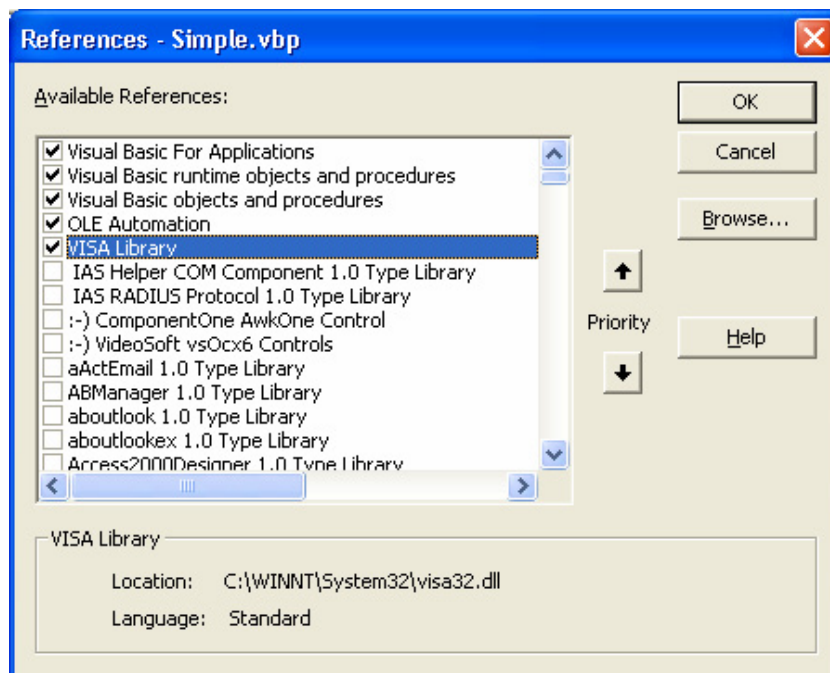 References - Simple.vbp
Available References:
OK
Cancel
Browse...
Help
Visual Basic For Applications
Visual Basic runtime objects and procedures
Visual Basic objects and procedures
OLE Automation
VISA Library
IAS Helper COM Component 1.0 Type Library
IAS RADIUS Protocol 1.0 Type Library
:-) ComponentOne AwkOne Control
:-) VideoSoft vsOcx6 Controls
aActEmail 1.0 Type Library
ABManager 1.0 Type Library
aboutlook 1.0 Type Library
aboutlookex 1.0 Type Library
Access2000Designer 1.0 Type Library
Priority
VISA Library
Location: C:\WINNT\System32\visa32.dll
Language: Standard